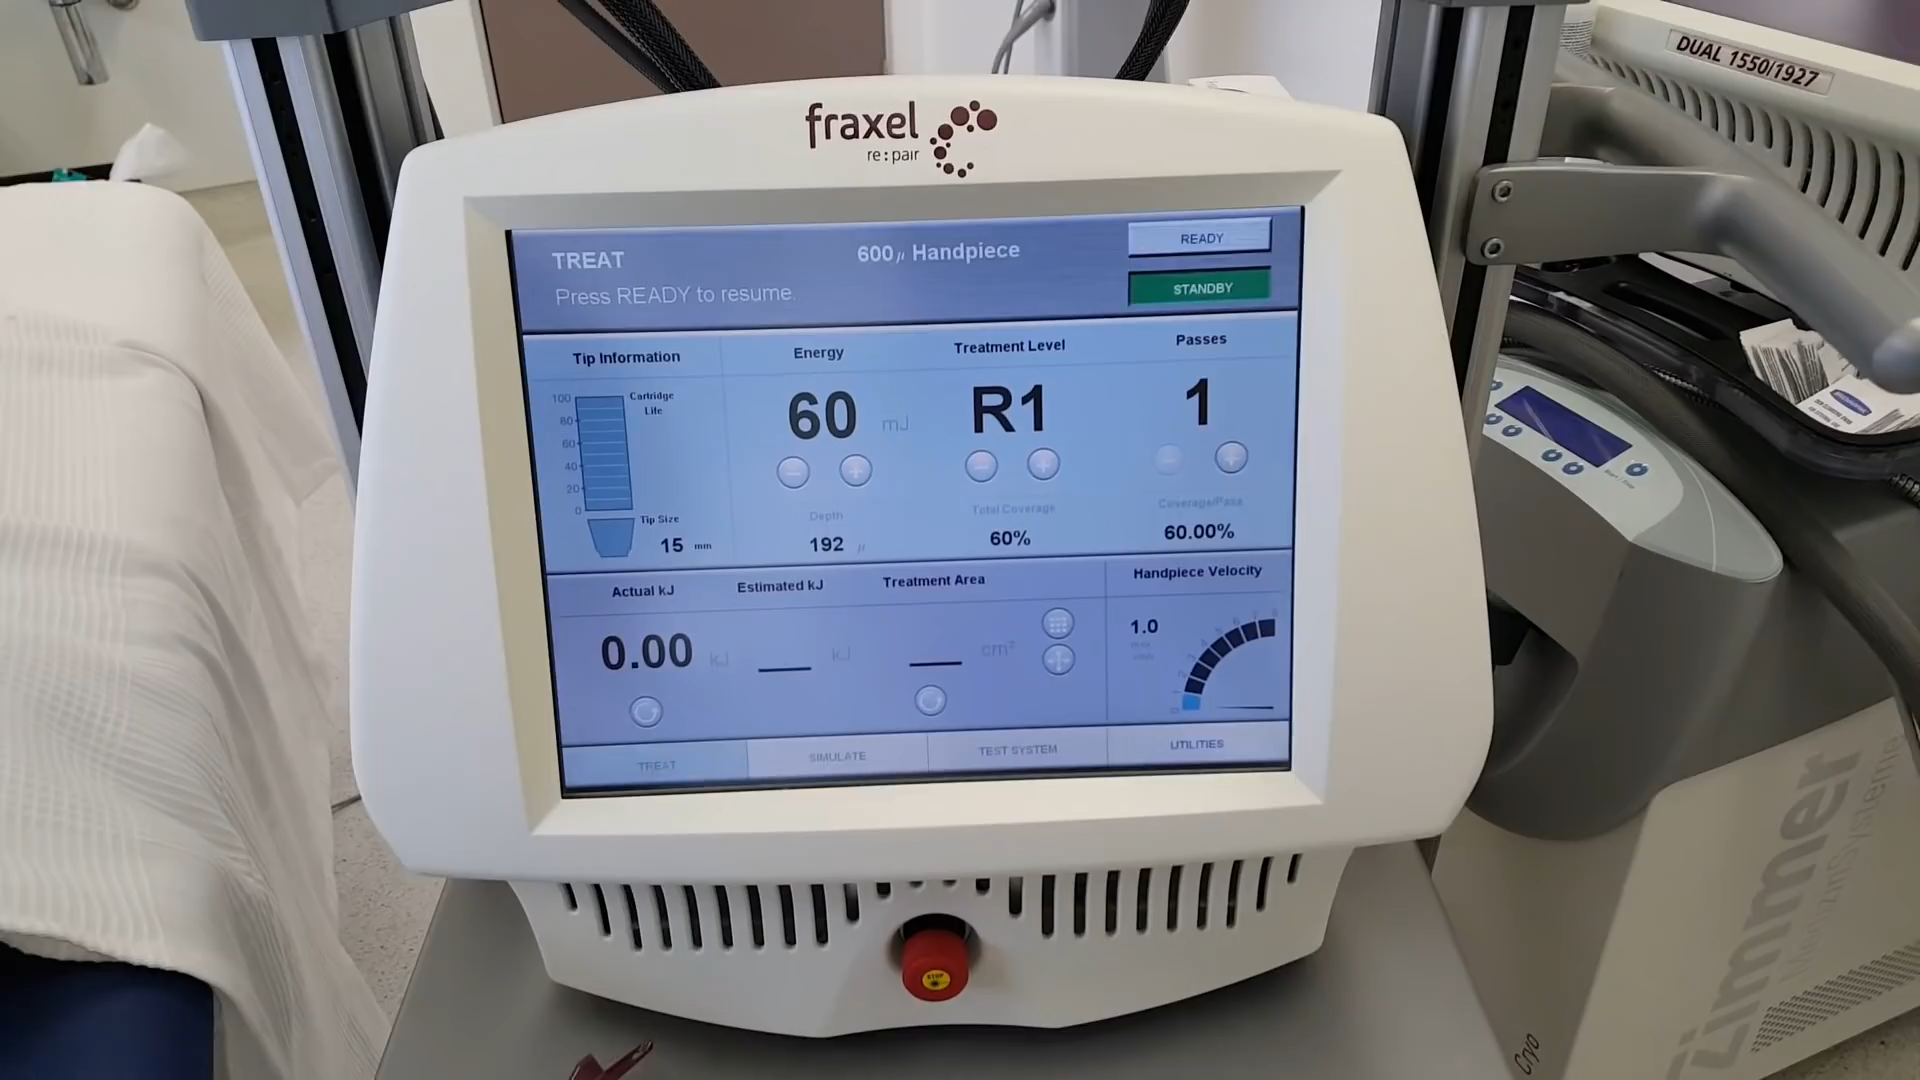 DUAL 1550/1927
fraxel
re:pair
TREAT
600µ Handpiece
READY
Press READY to resume.
STANDBY
Tip Information
Energy
Treatment Level
Passes
100
80
60
40
20
0
Cartridge
Life
60 mJ
R1
1
Tip Size
15 mm
Depth
192 µ
Total Coverage
60%
Coverage/Pass
60.00%
Actual kJ
Estimated kJ
Treatment Area
Handpiece Velocity
0.00 kJ
kJ
cm²
1.0
TREAT
SIMULATE
TEST SYSTEM
UTILITIES
STOP
Zimmer
MedizinSysteme
Cryo